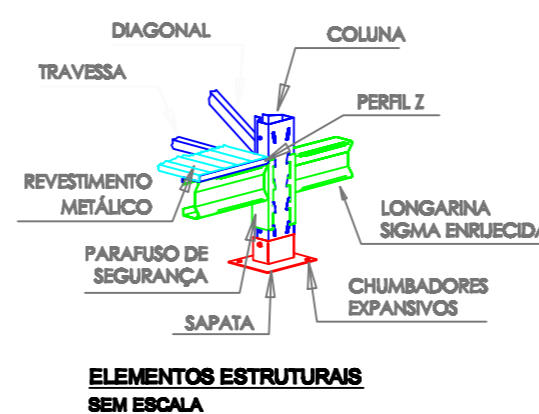 DIAGONAL
COLUNA
TRAVESSA
PERFIL Z
REVESTIMENTO
METÁLICO
LONGARINA
SIGMA ENRIJECIDA
PARAFUSO DE
SEGURANÇA
CHUMBADORES
EXPANSIVOS
SAPATA
ELEMENTOS ESTRUTURAIS
SEM ESCALA